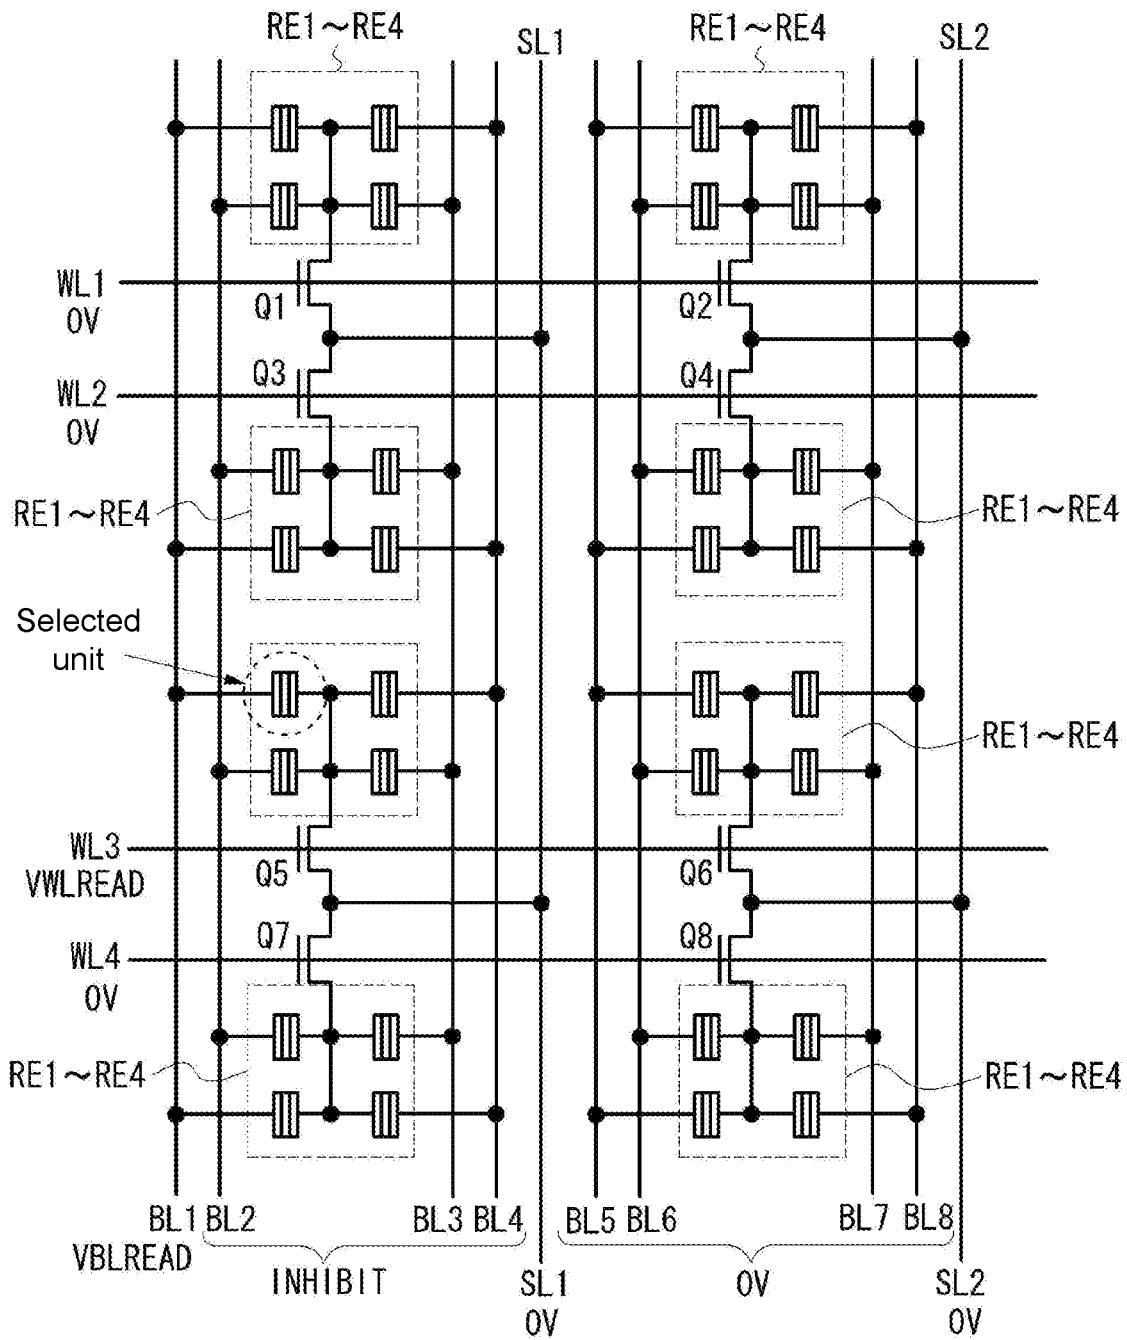 RE1～RE4
SL1
RE1～RE4
SL2
WL1
0V
Q1
Q2
Q3
Q4
WL2
0V
RE1～RE4
RE1～RE4
Selected
unit
RE1～RE4
WL3
VWLREAD
Q5
Q6
Q7
Q8
WL4
0V
RE1～RE4
RE1～RE4
BL1 BL2 BL3 BL4 BL5 BL6 BL7 BL8
VBLREAD
INHIBIT
SL1
0V
0V
SL2
0V